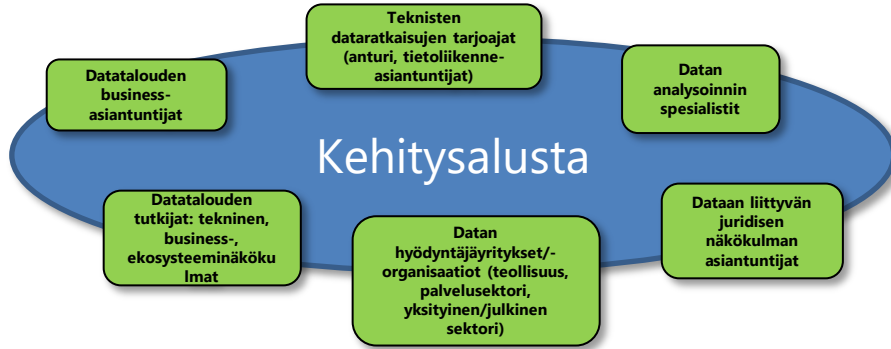 Teknisten
dataratkaisujen tarjoajat
(anturi, tietoliikenne-
asiantuntijat)
Datatalouden
business-
asiantuntijat
Datan
analysoinnin
spesialistit
Kehitysalusta
Datatalouden
tutkijat: tekninen,
business-,
ekosysteeminäköku
lmat
Datan
hyödyntäjäyritykset/-
organisaatiot (teollisuus,
palvelusektori,
yksityinen/julkinen
sektori)
Dataan liittyvän
juridisen
näkökulman
asiantuntijat